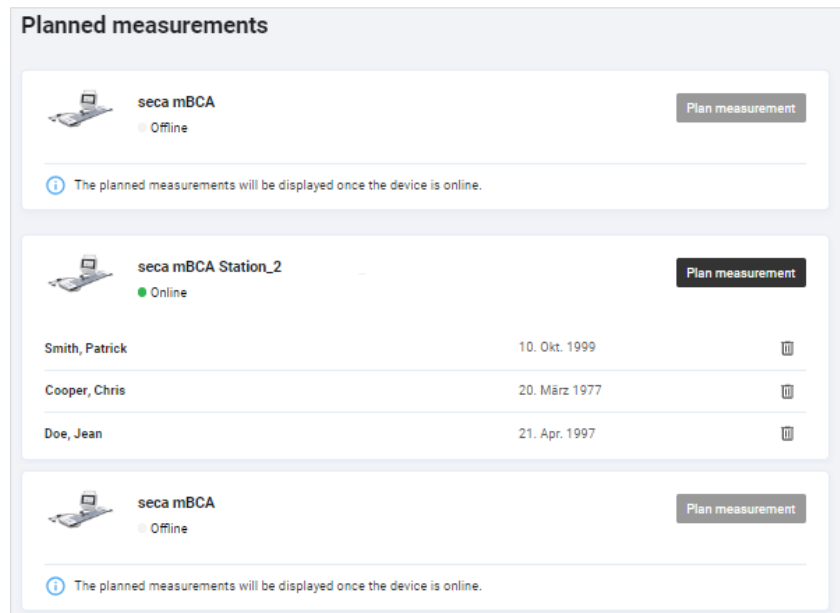 Planned measurements
seca mBCA
Offline
Plan measurement
The planned measurements will be displayed once the device is online.
seca mBCA Station_2
Online
Plan measurement
Smith, Patrick 10. Okt. 1999
Cooper, Chris 20. März 1977
Doe, Jean 21. Apr. 1997
seca mBCA
Offline
Plan measurement
The planned measurements will be displayed once the device is online.